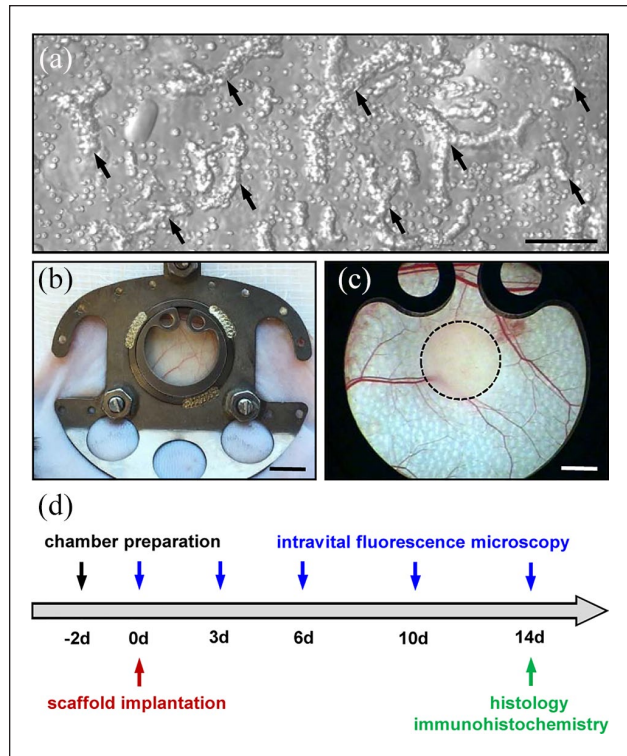 (a)
(b)
(c)
(d)
chamber preparation
intravital fluorescence microscopy
-2d 0d 3d 6d 10d 14d
scaffold implantation
histology
immunohistochemistry